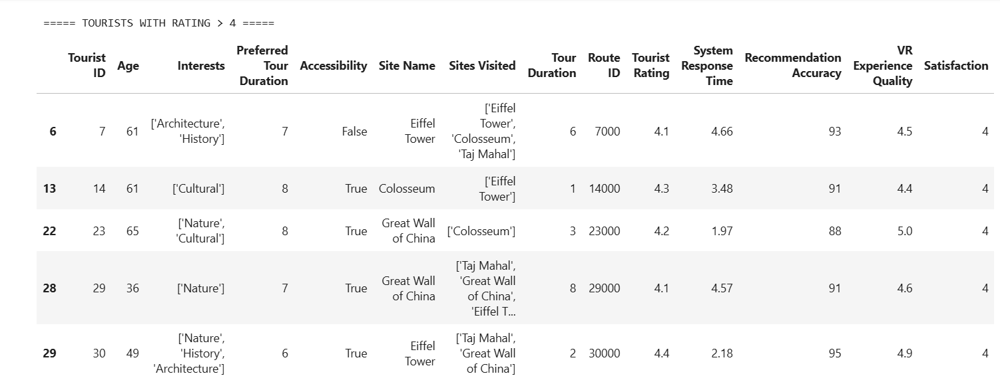 ===== TOURISTS WITH RATING > 4 =====
Tourist ID Age Interests Preferred Tour Duration Accessibility Site Name Sites Visited Tour Duration Route ID Tourist Rating System Response Time Recommendation Accuracy VR Experience Quality Satisfaction
6 7 61 ['Architecture', 'History'] 7 False Eiffel Tower ['Eiffel Tower', 'Colosseum', 'Taj Mahal'] 6 7000 4.1 4.66 93 4.5 4
13 14 61 ['Cultural'] 8 True Colosseum ['Eiffel Tower'] 1 14000 4.3 3.48 91 4.4 4
22 23 65 ['Nature', 'Cultural'] 8 True Great Wall of China ['Colosseum'] 3 23000 4.2 1.97 88 5.0 4
28 29 36 ['Nature'] 7 True Great Wall of China ['Taj Mahal', 'Great Wall of China', 'Eiffel T... 8 29000 4.1 4.57 91 4.6 4
29 30 49 ['Nature', 'History', 'Architecture'] 6 True Eiffel Tower ['Taj Mahal', 'Great Wall of China'] 2 30000 4.4 2.18 95 4.9 4